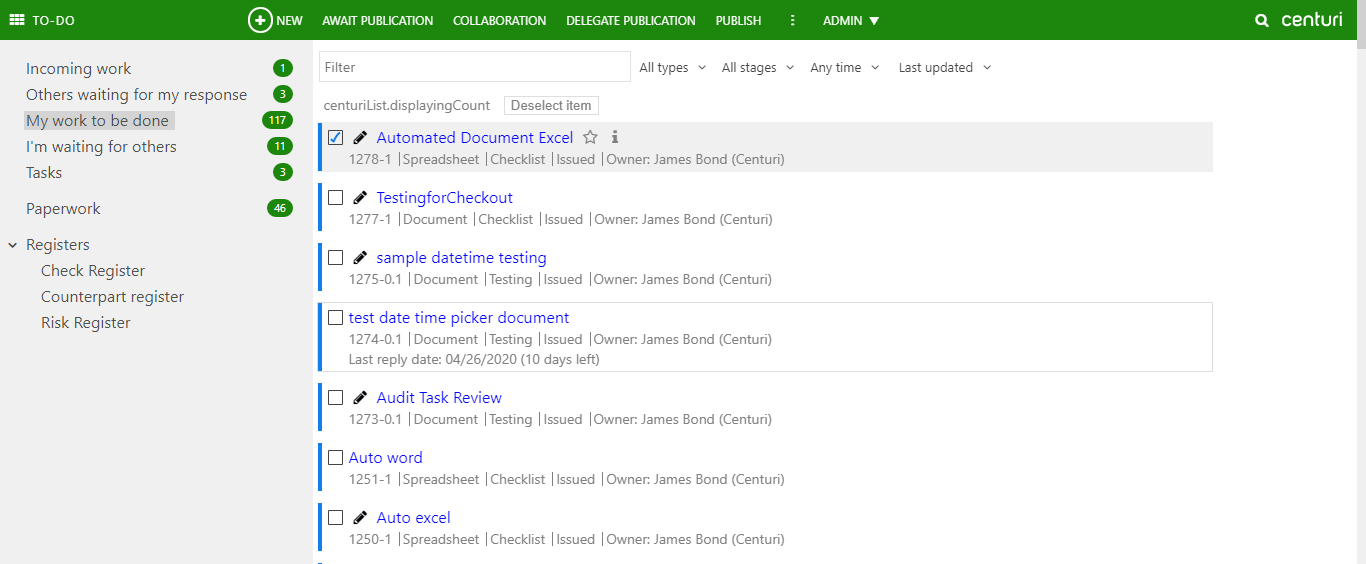 TO-DO NEW AWAIT PUBLICATION COLLABORATION DELEGATE PUBLICATION PUBLISH ADMIN centuri
Incoming work 1
Others waiting for my response 3
My work to be done 117
I'm waiting for others 11
Tasks 3
Paperwork 46
Registers
Check Register
Counterpart register
Risk Register
Filter All types All stages Any time Last updated
centuriList.displayingCount Deselect item
Automated Document Excel
1278-1 |Spreadsheet |Checklist |Issued |Owner: James Bond (Centuri)
TestingforCheckout
1277-1 |Document |Checklist |Issued |Owner: James Bond (Centuri)
sample datetime testing
1275-0.1 |Document |Testing |Issued |Owner: James Bond (Centuri)
test date time picker document
1274-0.1 |Document |Testing |Issued |Owner: James Bond (Centuri)
Last reply date: 04/26/2020 (10 days left)
Audit Task Review
1273-0.1 |Document |Testing |Issued |Owner: James Bond (Centuri)
Auto word
1251-1 |Spreadsheet |Checklist |Issued |Owner: James Bond (Centuri)
Auto excel
1250-1 |Spreadsheet |Checklist |Issued |Owner: James Bond (Centuri)